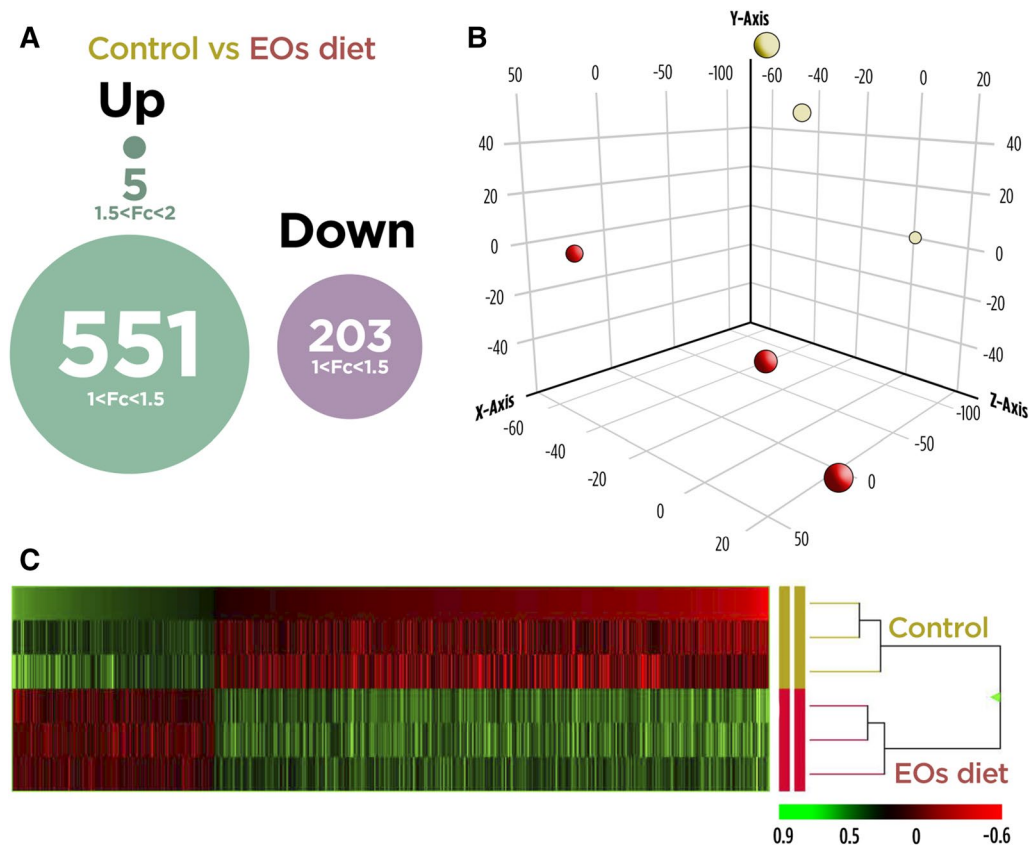 A
Control vs EOs diet
Up
5
1.5<Fc<2
Down
551
1<Fc<1.5
203
1<Fc<1.5
B
Y-Axis
50 0 -50 -100 -60 -40 -20 0 20
40 40
20 20
0 0
-20 -20
-40 -40
X-Axis Z-Axis
-60 -100
-40 -50
-20 0
0 50
20
C
Control
EOs diet
0.9 0.5 0 -0.6